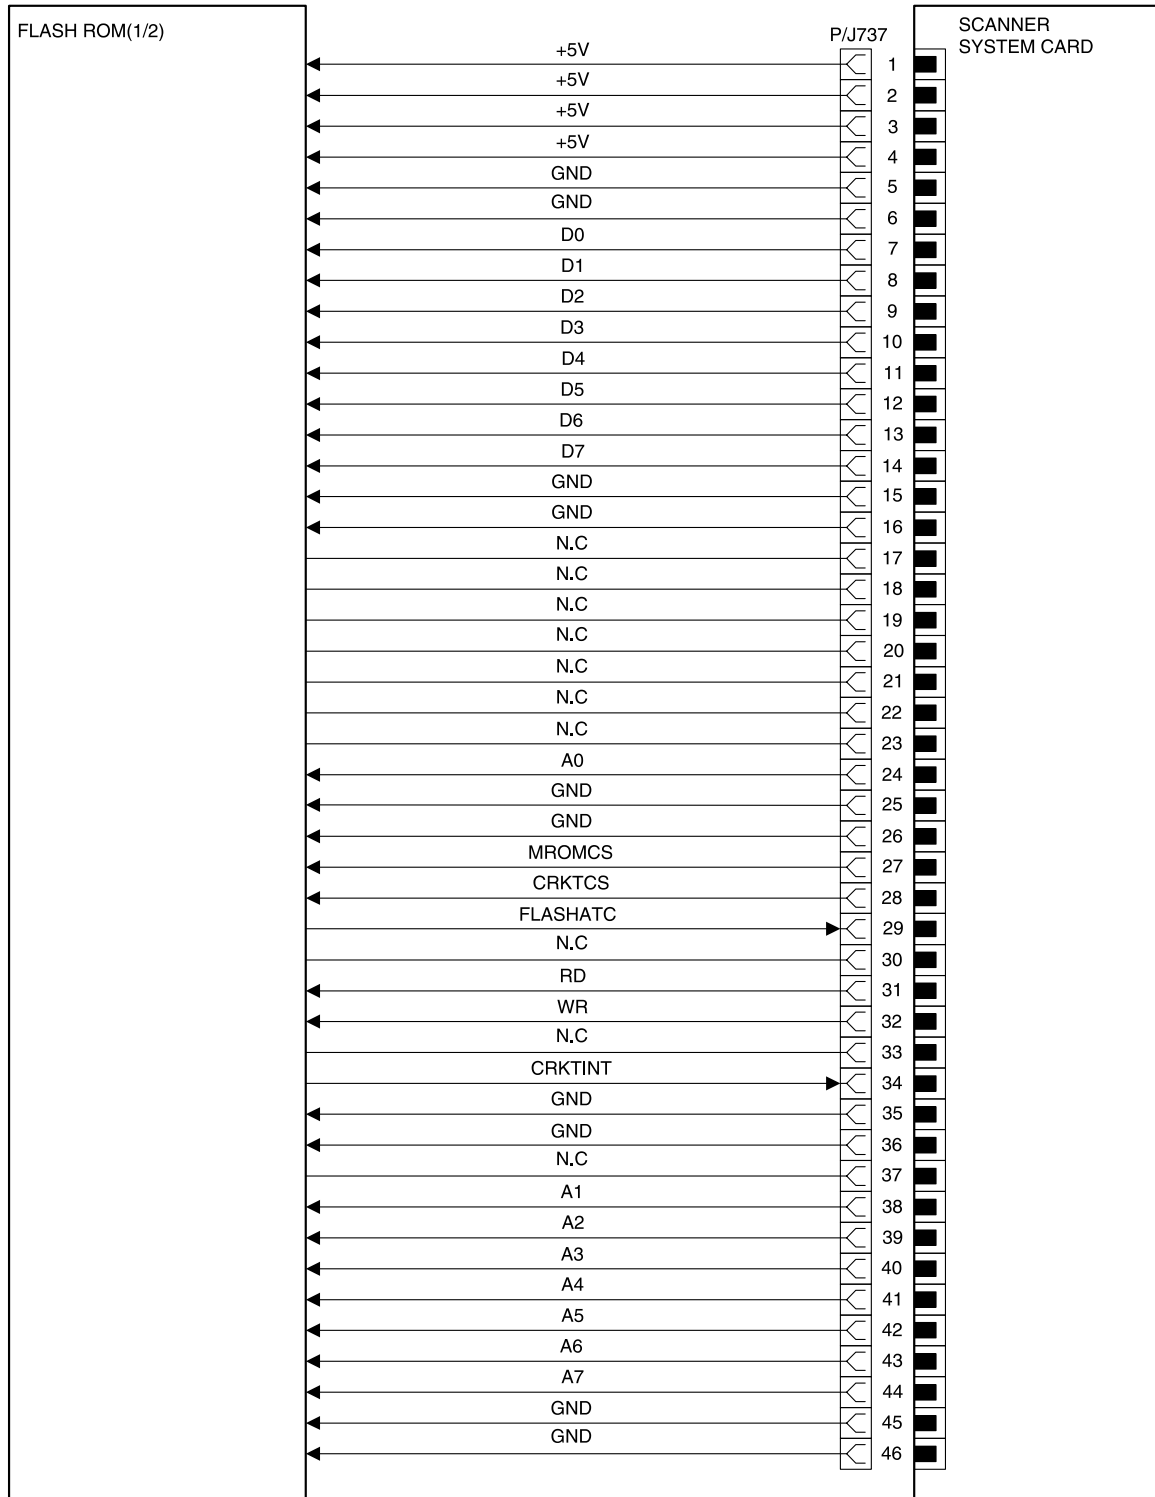 FLASH ROM(1/2)
SCANNER
SYSTEM CARD
P/J737
+5V 1
+5V 2
+5V 3
+5V 4
GND 5
GND 6
D0 7
D1 8
D2 9
D3 10
D4 11
D5 12
D6 13
D7 14
GND 15
GND 16
N.C 17
N.C 18
N.C 19
N.C 20
N.C 21
N.C 22
N.C 23
A0 24
GND 25
GND 26
MROMCS 27
CRKTCS 28
FLASHATC 29
N.C 30
RD 31
WR 32
N.C 33
CRKTINT 34
GND 35
GND 36
N.C 37
A1 38
A2 39
A3 40
A4 41
A5 42
A6 43
A7 44
GND 45
GND 46